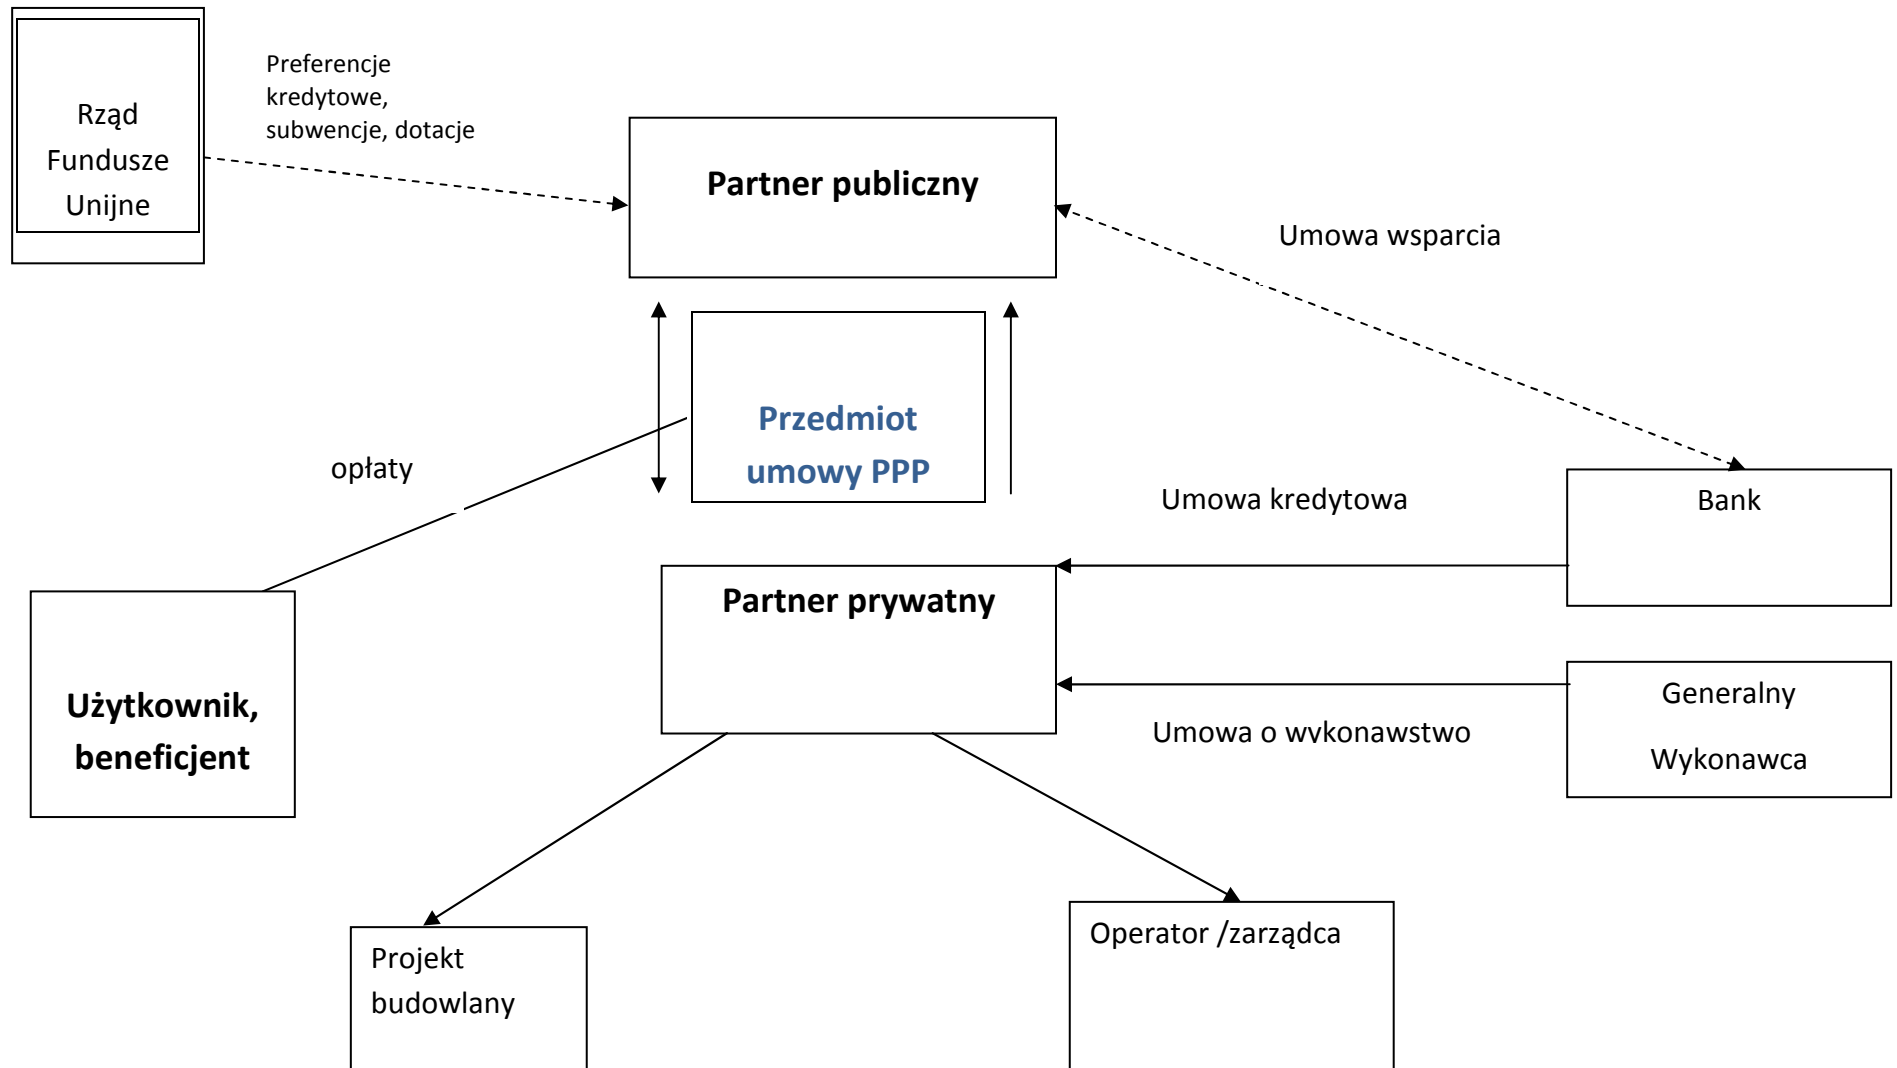 Preferencje
kredytowe,
subwencje, dotacje
Rząd
Fundusze
Unijne
Partner publiczny
Umowa wsparcia
Przedmiot
umowy PPP
opłaty
Umowa kredytowa
Bank
Partner prywatny
Użytkownik,
beneficjent
Umowa o wykonawstwo
Generalny
Wykonawca
Projekt
budowlany
Operator /zarządca